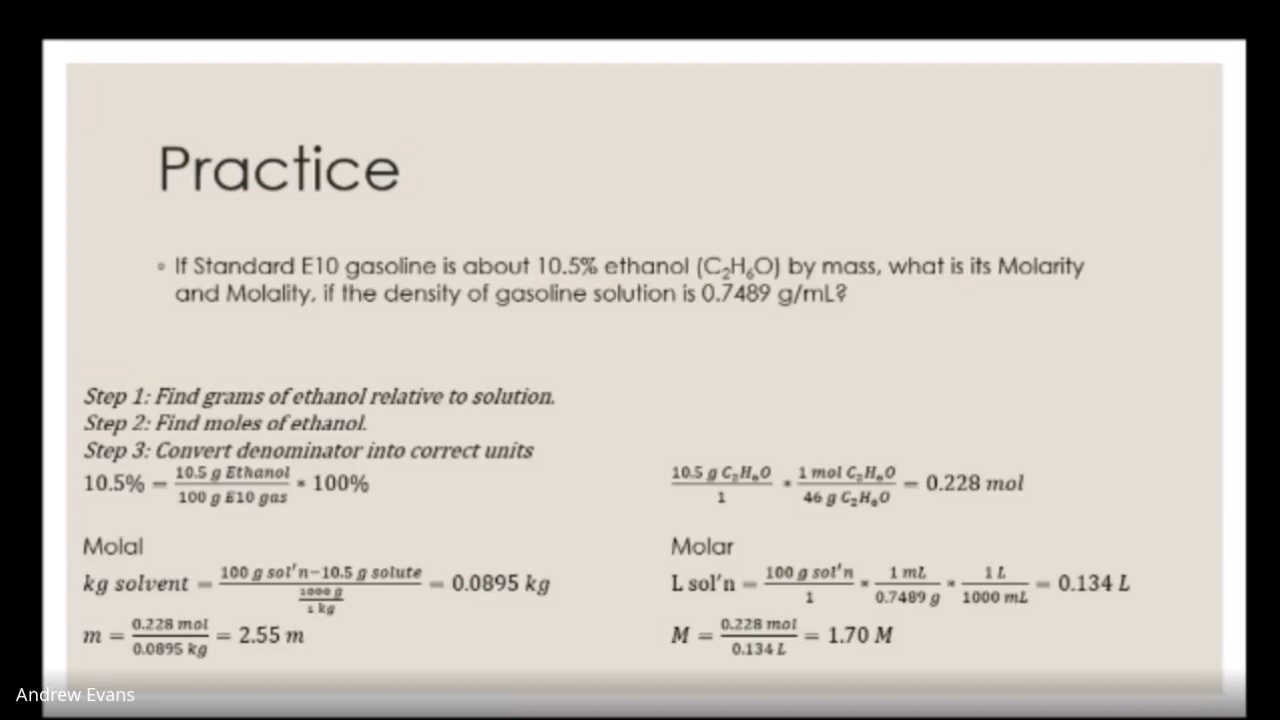 Practice
◦ If Standard E10 gasoline is about 10.5% ethanol (C₂H₆O) by mass, what is its Molarity
and Molality, if the density of gasoline solution is 0.7489 g/mL?
Step 1: Find grams of ethanol relative to solution.
Step 2: Find moles of ethanol.
Step 3: Convert denominator into correct units
10.5% = (10.5 g Ethanol)/(100 g E10 gas) * 100%
(10.5 g C₂H₆O)/1 * (1 mol C₂H₆O)/(46 g C₂H₆O) = 0.228 mol
Molal
kg solvent = (100 g sol'n−10.5 g solute)/(1000 g/1 kg) = 0.0895 kg
m = (0.228 mol)/(0.0895 kg) = 2.55 m
Molar
L sol'n = (100 g sol'n)/1 * (1 mL)/(0.7489 g) * (1 L)/(1000 mL) = 0.134 L
M = (0.228 mol)/(0.134 L) = 1.70 M
Andrew Evans